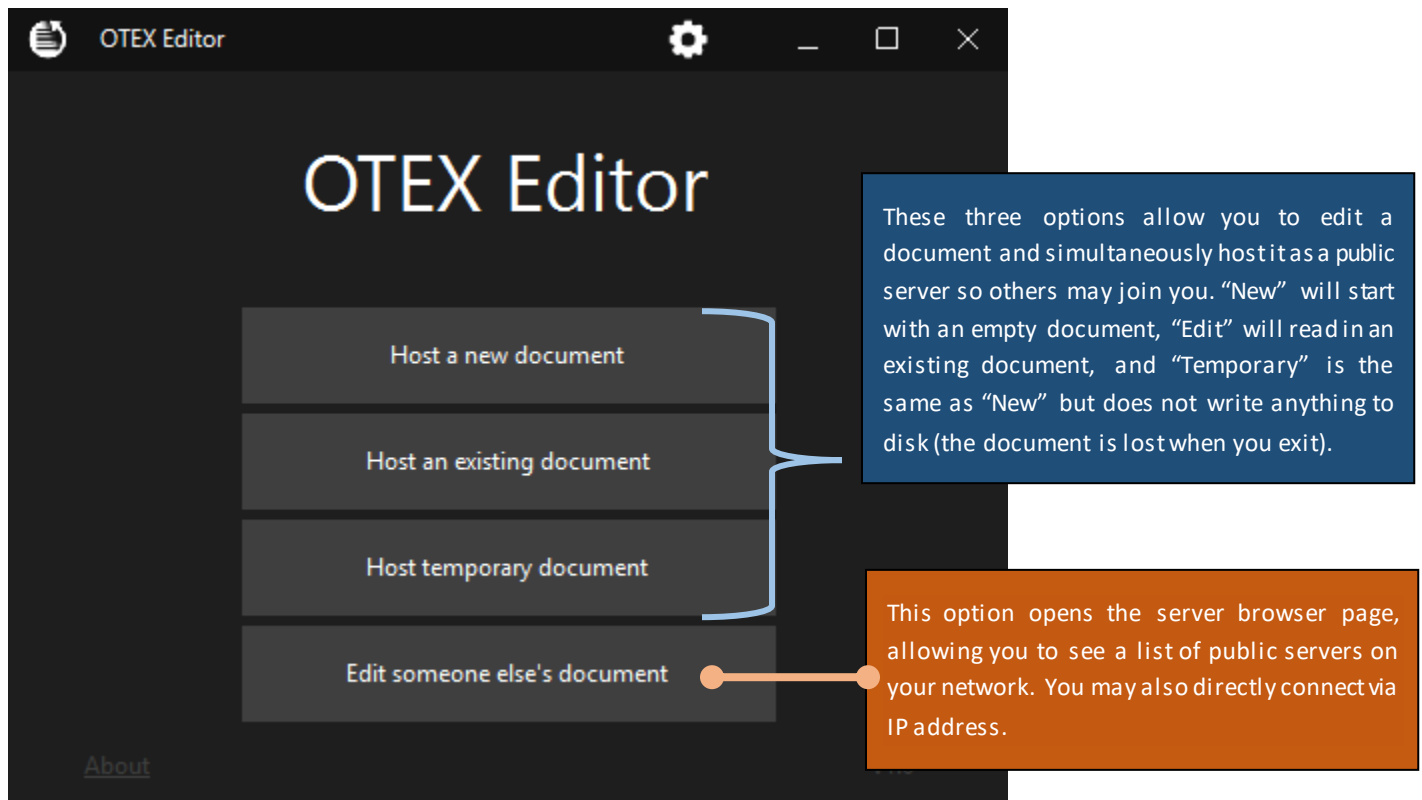 OTEX Editor
OTEX Editor
Host a new document
Host an existing document
Host temporary document
Edit someone else's document
About
These three options allow you to edit a
document and simultaneously host it as a public
server so others may join you. “New” will start
with an empty document, “Edit” will read in an
existing document, and “Temporary” is the
same as “New” but does not write anything to
disk (the document is lost when you exit).
This option opens the server browser page,
allowing you to see a list of public servers on
your network. You may also directly connect via
IP address.